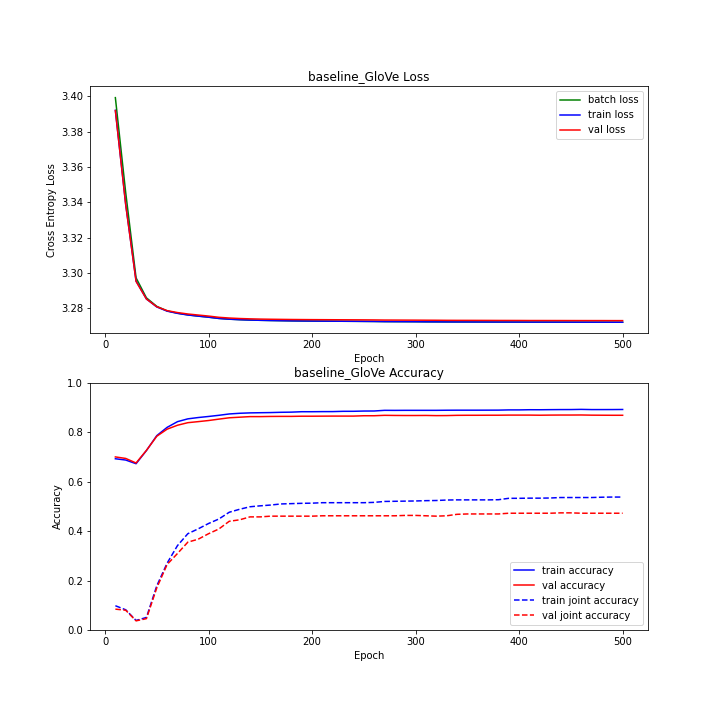 baseline_GloVe Loss
3.40
3.38
3.36
3.34
3.32
3.30
3.28
Cross Entropy Loss
batch loss
train loss
val loss
0 100 200 300 400 500
Epoch
baseline_GloVe Accuracy
1.0
0.8
0.6
0.4
0.2
0.0
Accuracy
train accuracy
val accuracy
train joint accuracy
val joint accuracy
0 100 200 300 400 500
Epoch